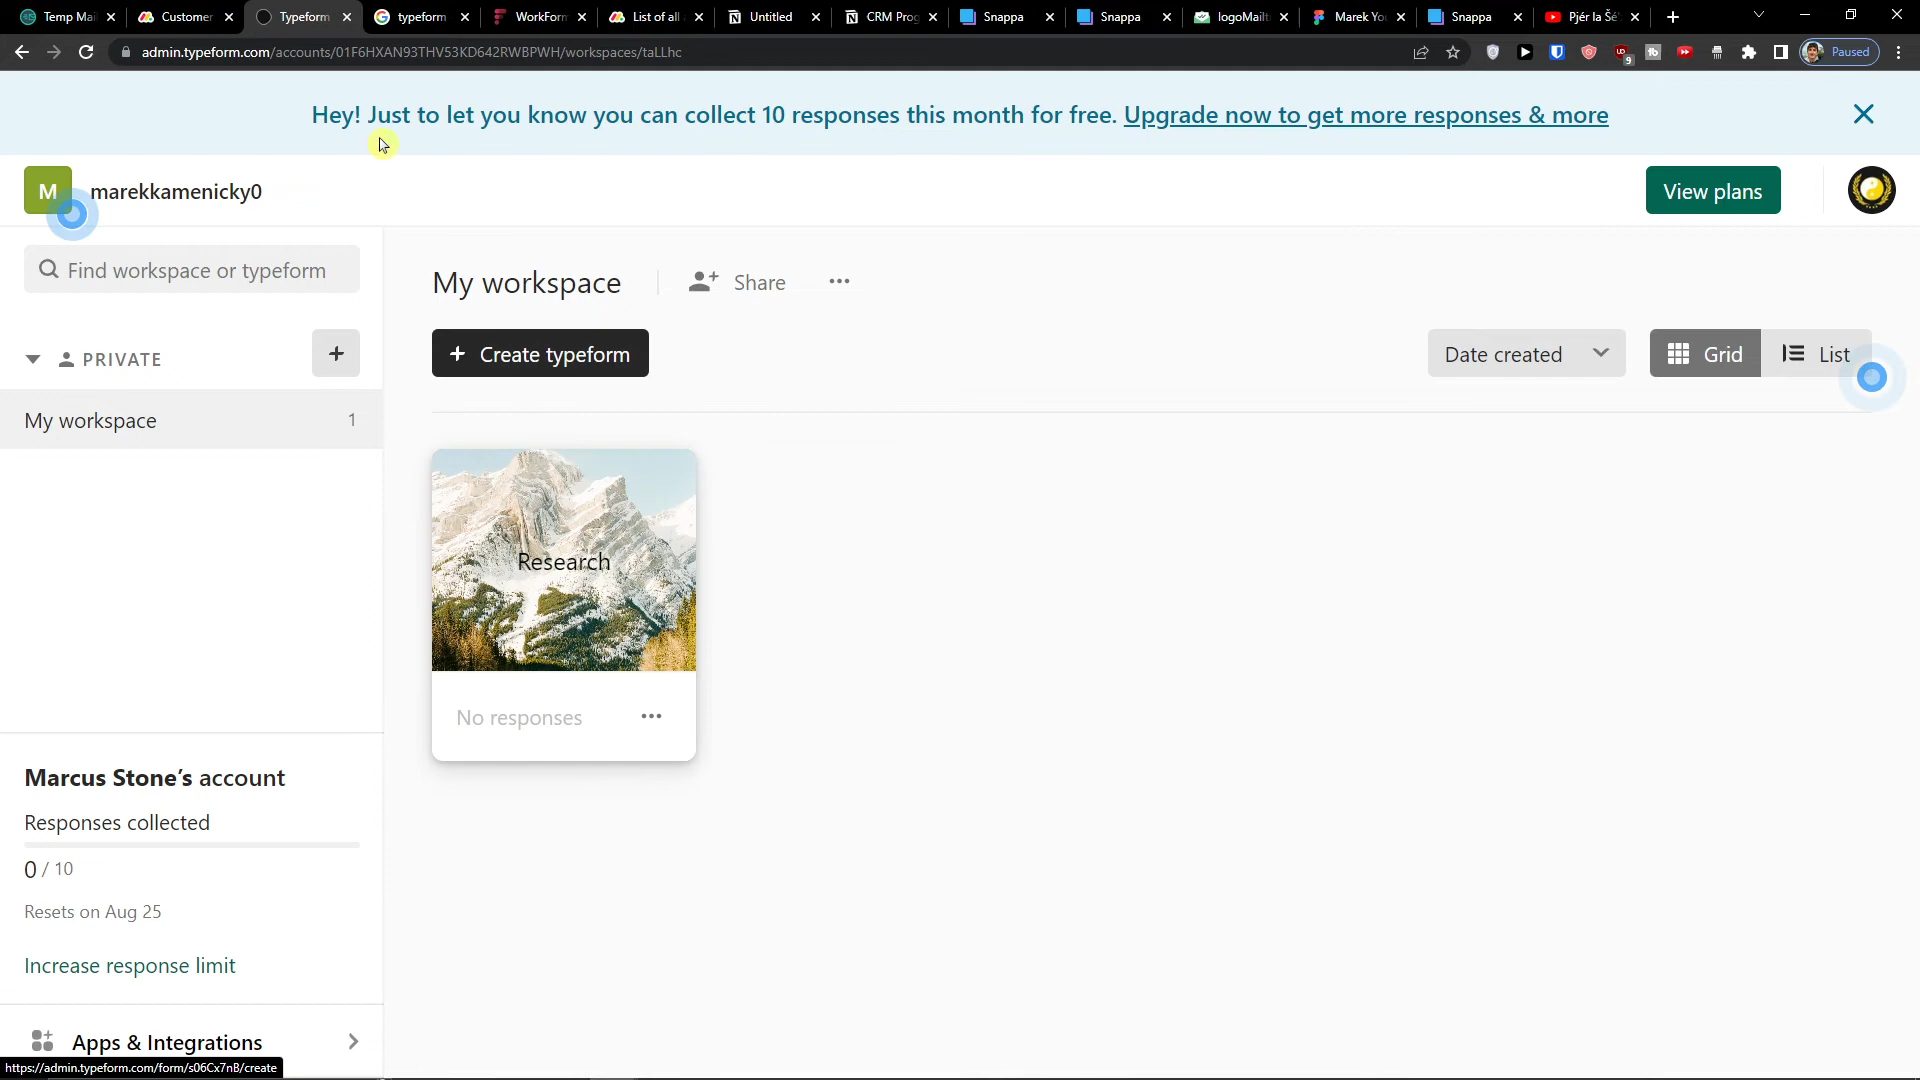 Temp Mai
Customer
Typeform
typeform
WorkForm
List of all
Untitled
CRM Prog
Snappa
Snappa
logoMailt
Marek Yo
Snappa
Pjér la Šé
admin.typeform.com/accounts/01F6HXAN93THV53KD642RWBPWH/workspaces/taLLhc
9
Paused
Hey! Just to let you know you can collect 10 responses this month for free. Upgrade now to get more responses & more
M
marekkamenicky0
View plans
Find workspace or typeform
My workspace
Share
PRIVATE
Create typeform
Date created
Grid
List
My workspace
1
Research
No responses
Marcus Stone's account
Responses collected
0 / 10
Resets on Aug 25
Increase response limit
Apps & Integrations
https://admin.typeform.com/form/s06Cx7nB/create